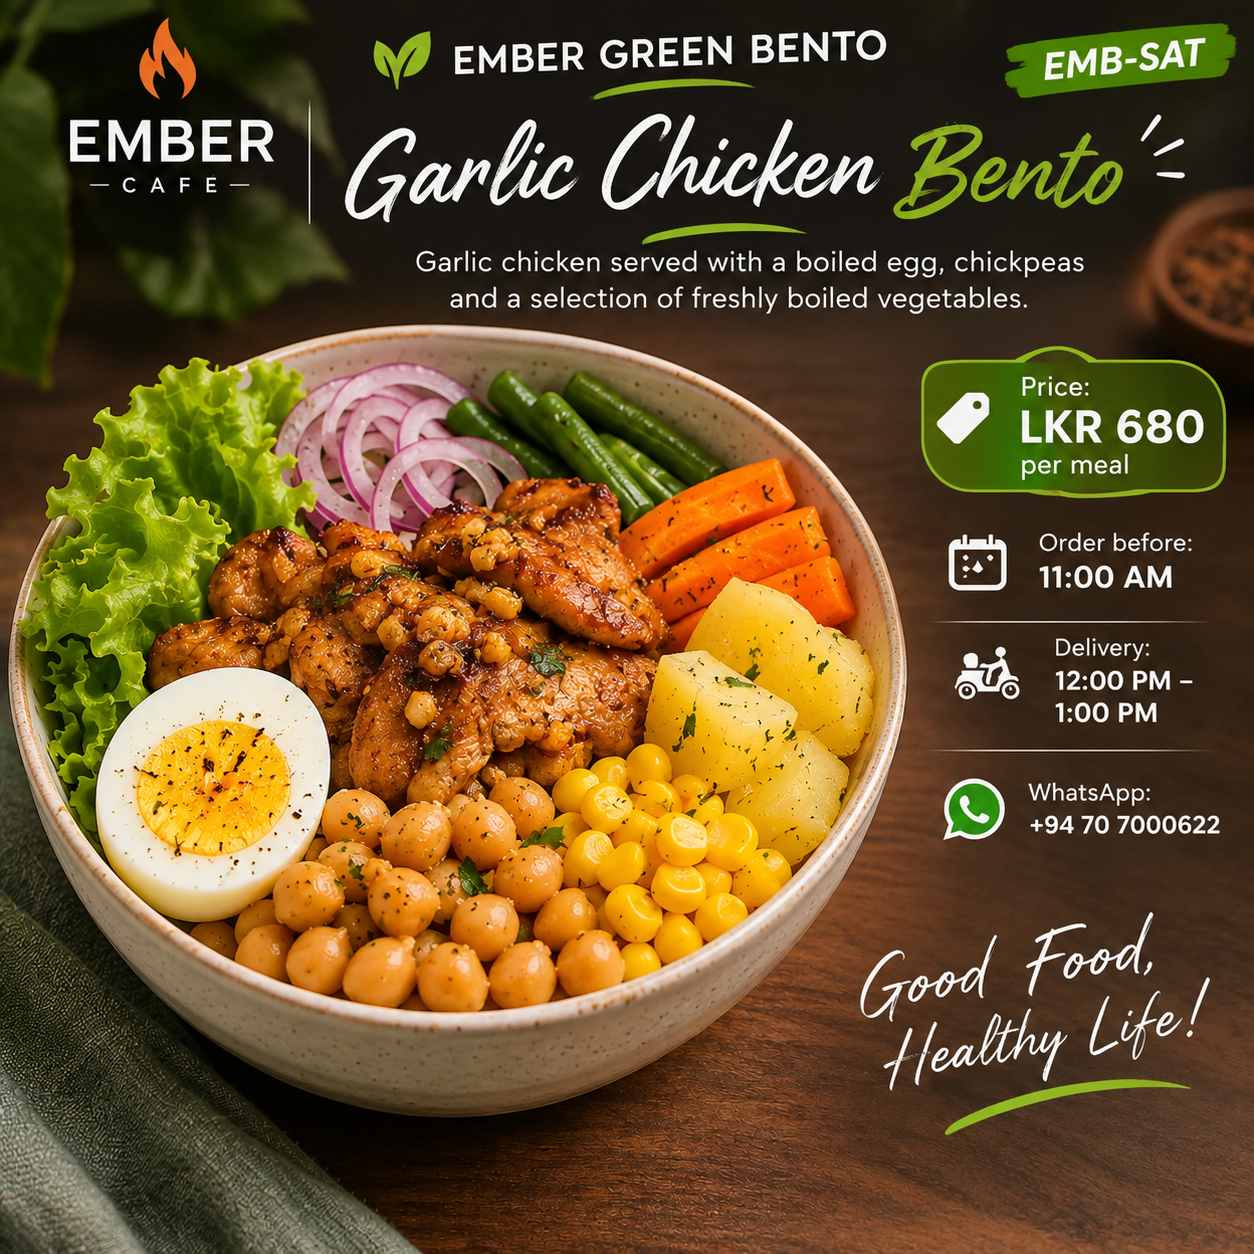 EMBER
CAFE
EMBER GREEN BENTO
EMB-SAT
Garlic Chicken Bento
Garlic chicken served with a boiled egg, chickpeas
and a selection of freshly boiled vegetables.
Price:
LKR 680
per meal
Order before:
11:00 AM
Delivery:
12:00 PM –
1:00 PM
WhatsApp:
+94 70 7000622
Good Food,
Healthy Life!